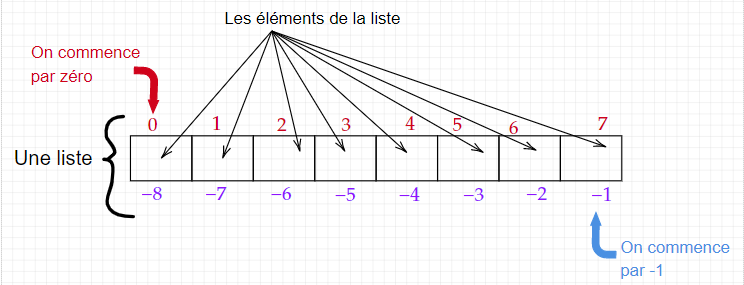 Les éléments de la liste
On commence
par zéro
0 1 2 3 4 5 6 7
Une liste
−8 −7 −6 −5 −4 −3 −2 −1
On commence
par -1